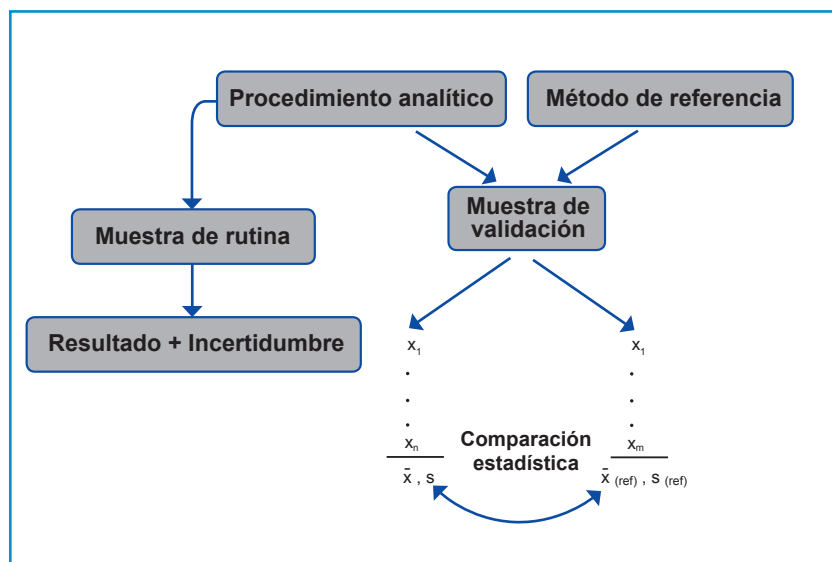 Procedimiento analítico
Método de referencia
Muestra de
validación
Muestra de rutina
Resultado + Incertidumbre
x₁
.
.
.
xₙ
x̄ , s
x₁
.
.
.
xₘ
x̄ (ref) , s (ref)
Comparación
estadística